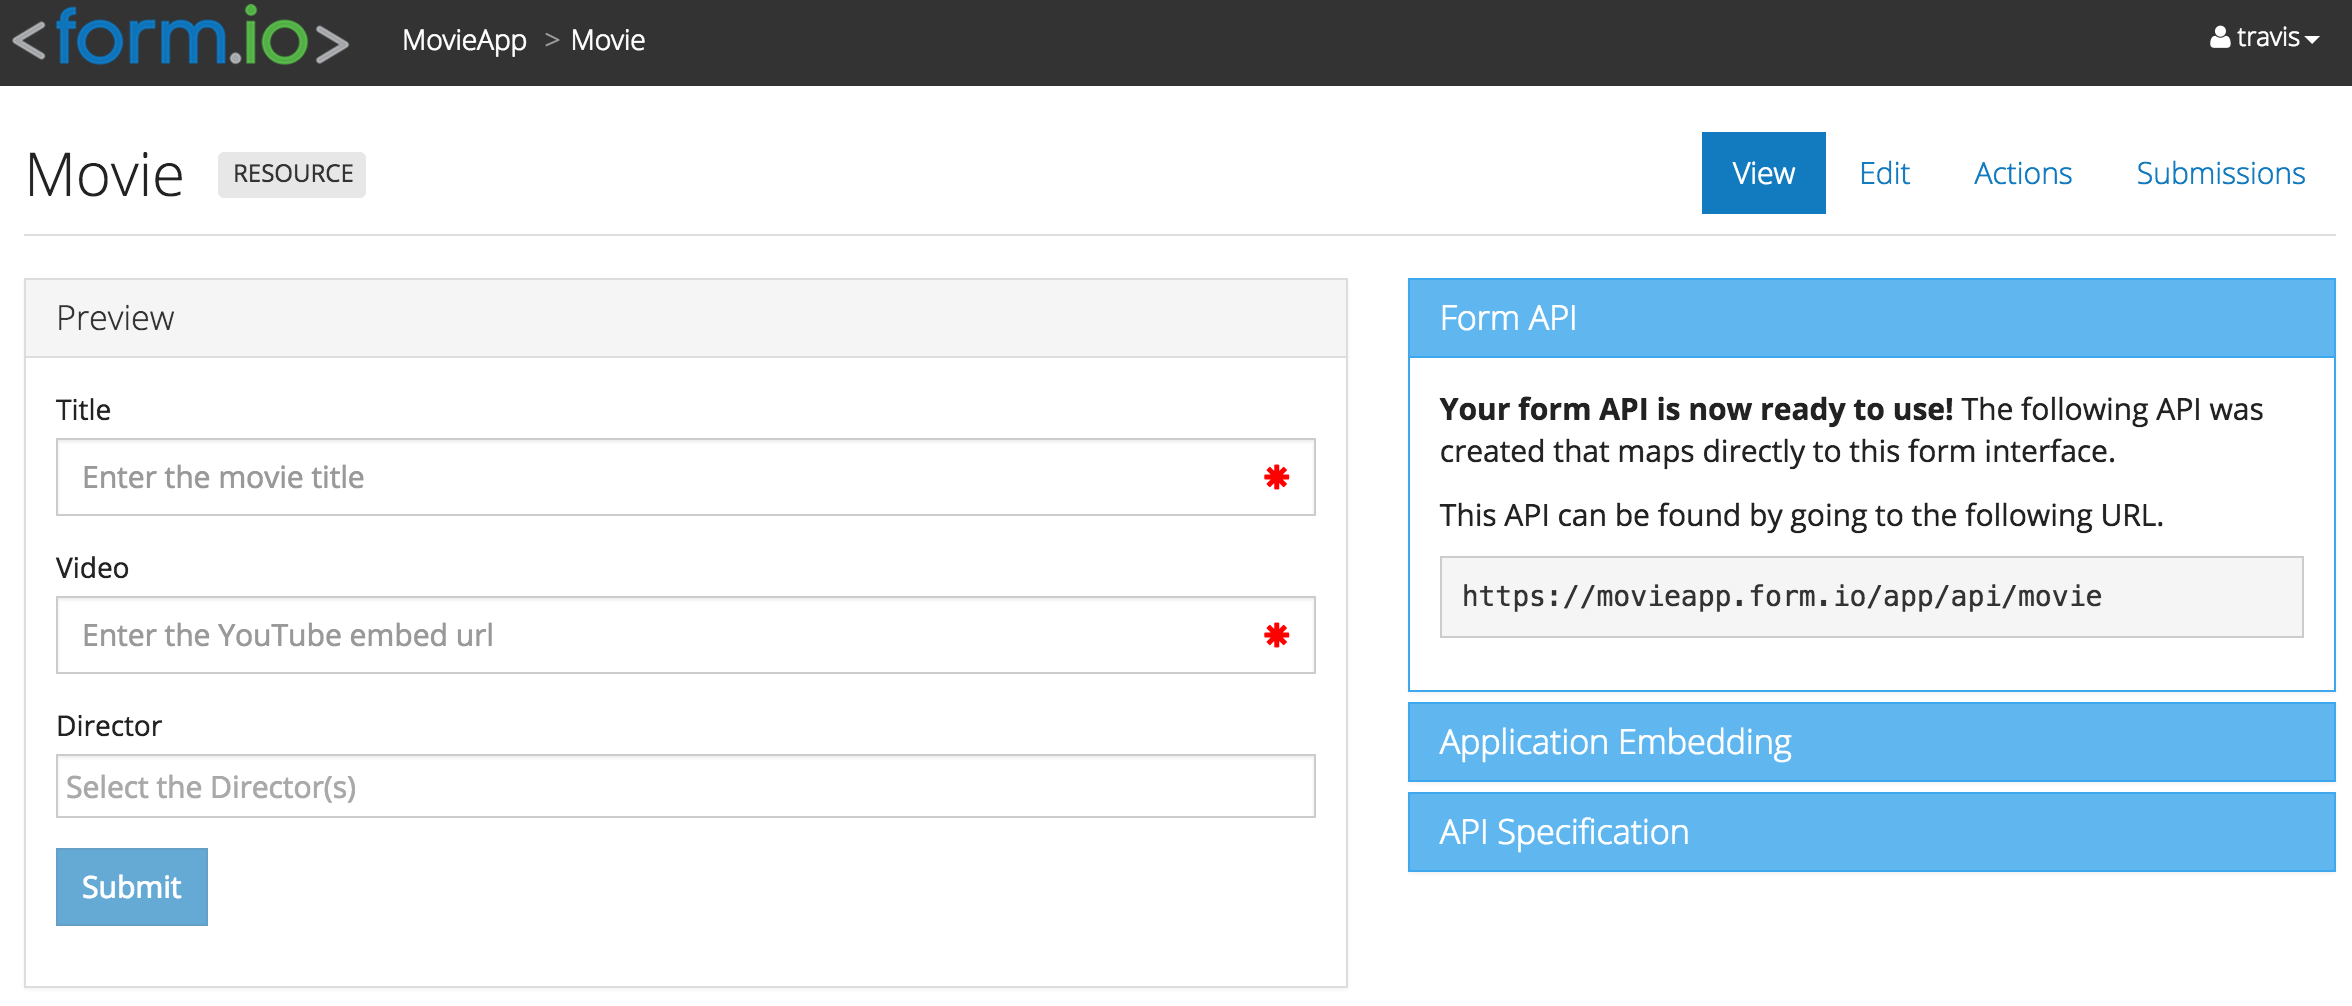 <form.io>
MovieApp > Movie
travis
Movie
RESOURCE
View
Edit
Actions
Submissions
Preview
Title
Enter the movie title
Video
Enter the YouTube embed url
Director
Select the Director(s)
Submit
Form API
Your form API is now ready to use! The following API was
created that maps directly to this form interface.
This API can be found by going to the following URL.
https://movieapp.form.io/app/api/movie
Application Embedding
API Specification